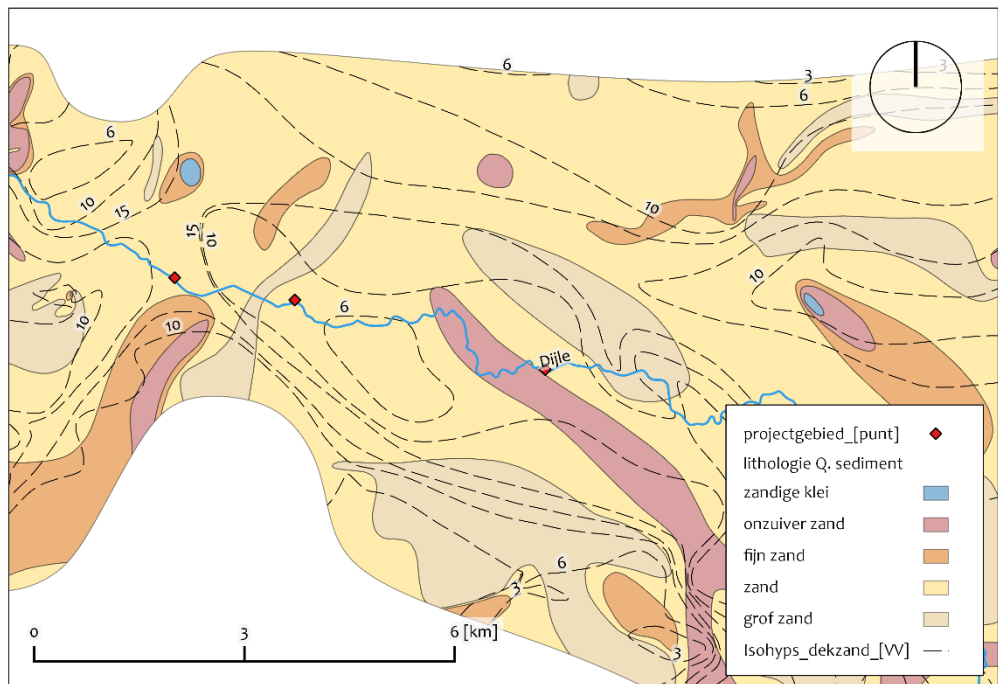 6
3
3
6
6
10
15
10
15
10
10
6
10
10
Dijle
6
3
3
0
3
6 [km]
projectgebied_[punt]
lithologie Q. sediment
zandige klei
onzuiver zand
fijn zand
zand
grof zand
Isohyps_dekzand_[VV]